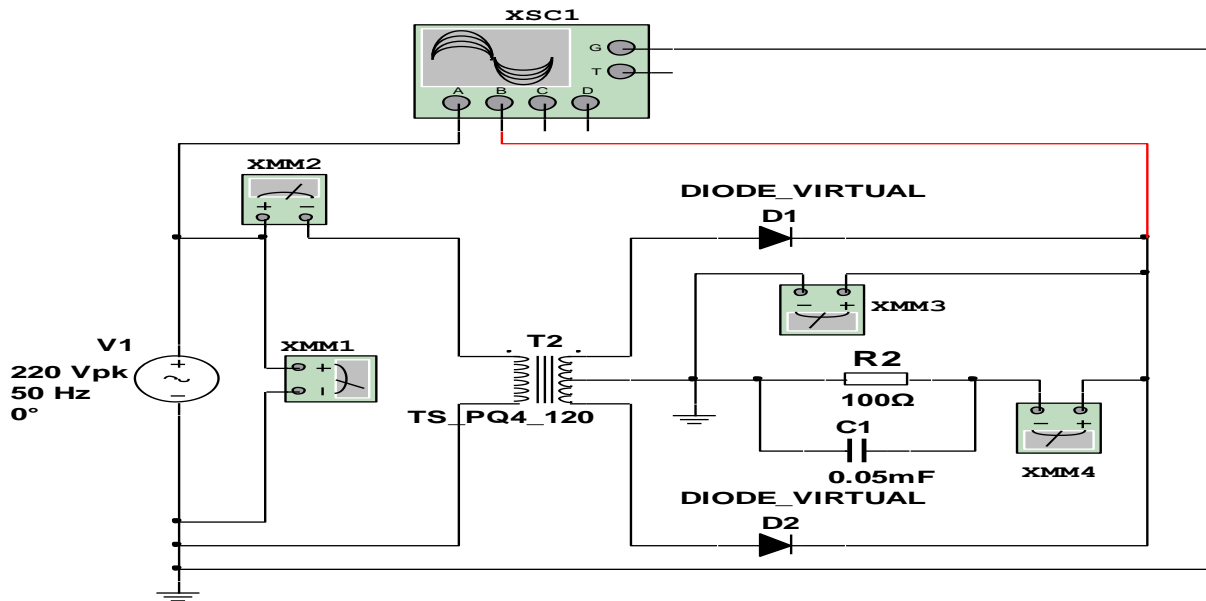 XSC1
G
T
A B C D
XMM2
+ −
DIODE_VIRTUAL
D1
− +
XMM3
V1
220 Vpk
50 Hz
0°
+
~
−
XMM1
+
−
T2
TS_PQ4_120
R2
100Ω
C1
0.05mF
− +
XMM4
DIODE_VIRTUAL
D2